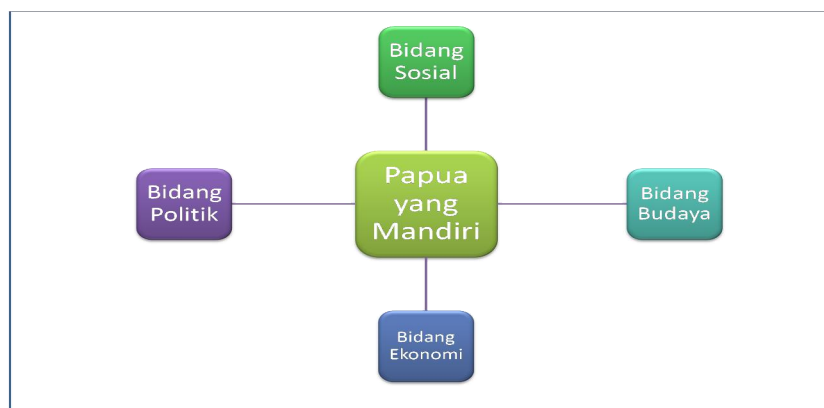 Bidang
Sosial
Bidang
Politik
Papua
yang
Mandiri
Bidang
Budaya
Bidang
Ekonomi